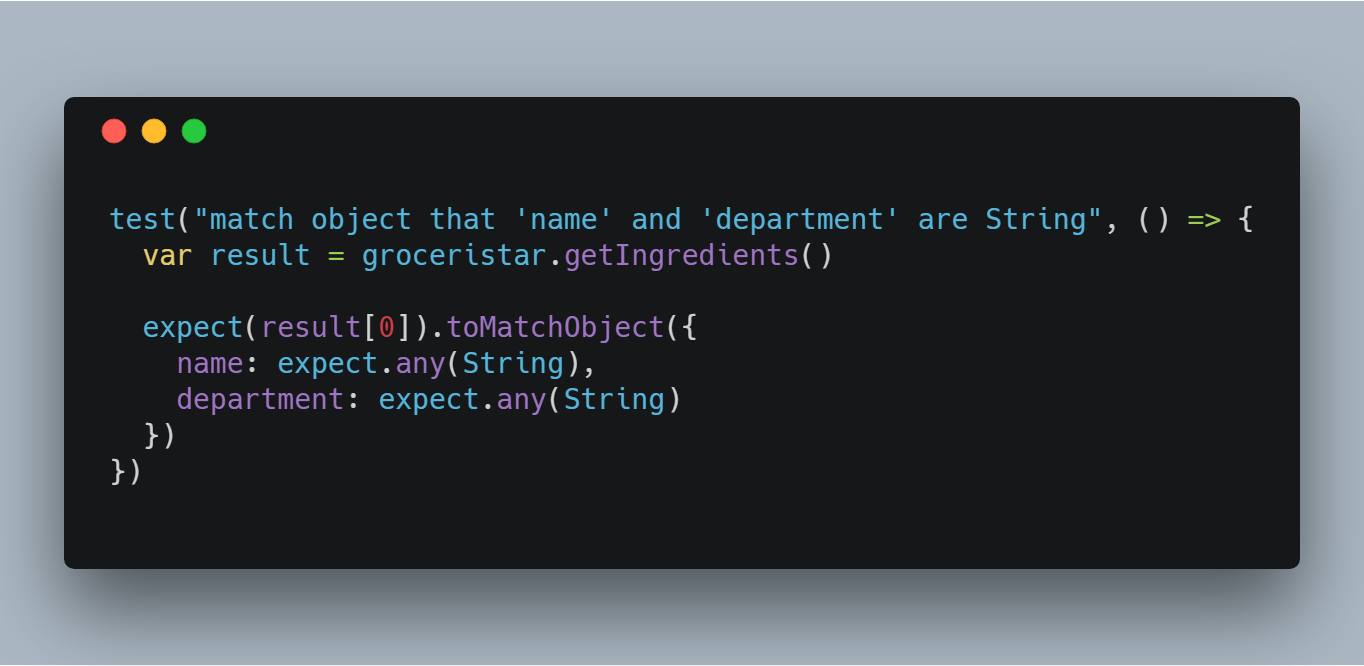 test("match object that 'name' and 'department' are String", () => {
  var result = groceristar.getIngredients()

  expect(result[0]).toMatchObject({
    name: expect.any(String),
    department: expect.any(String)
  })
})